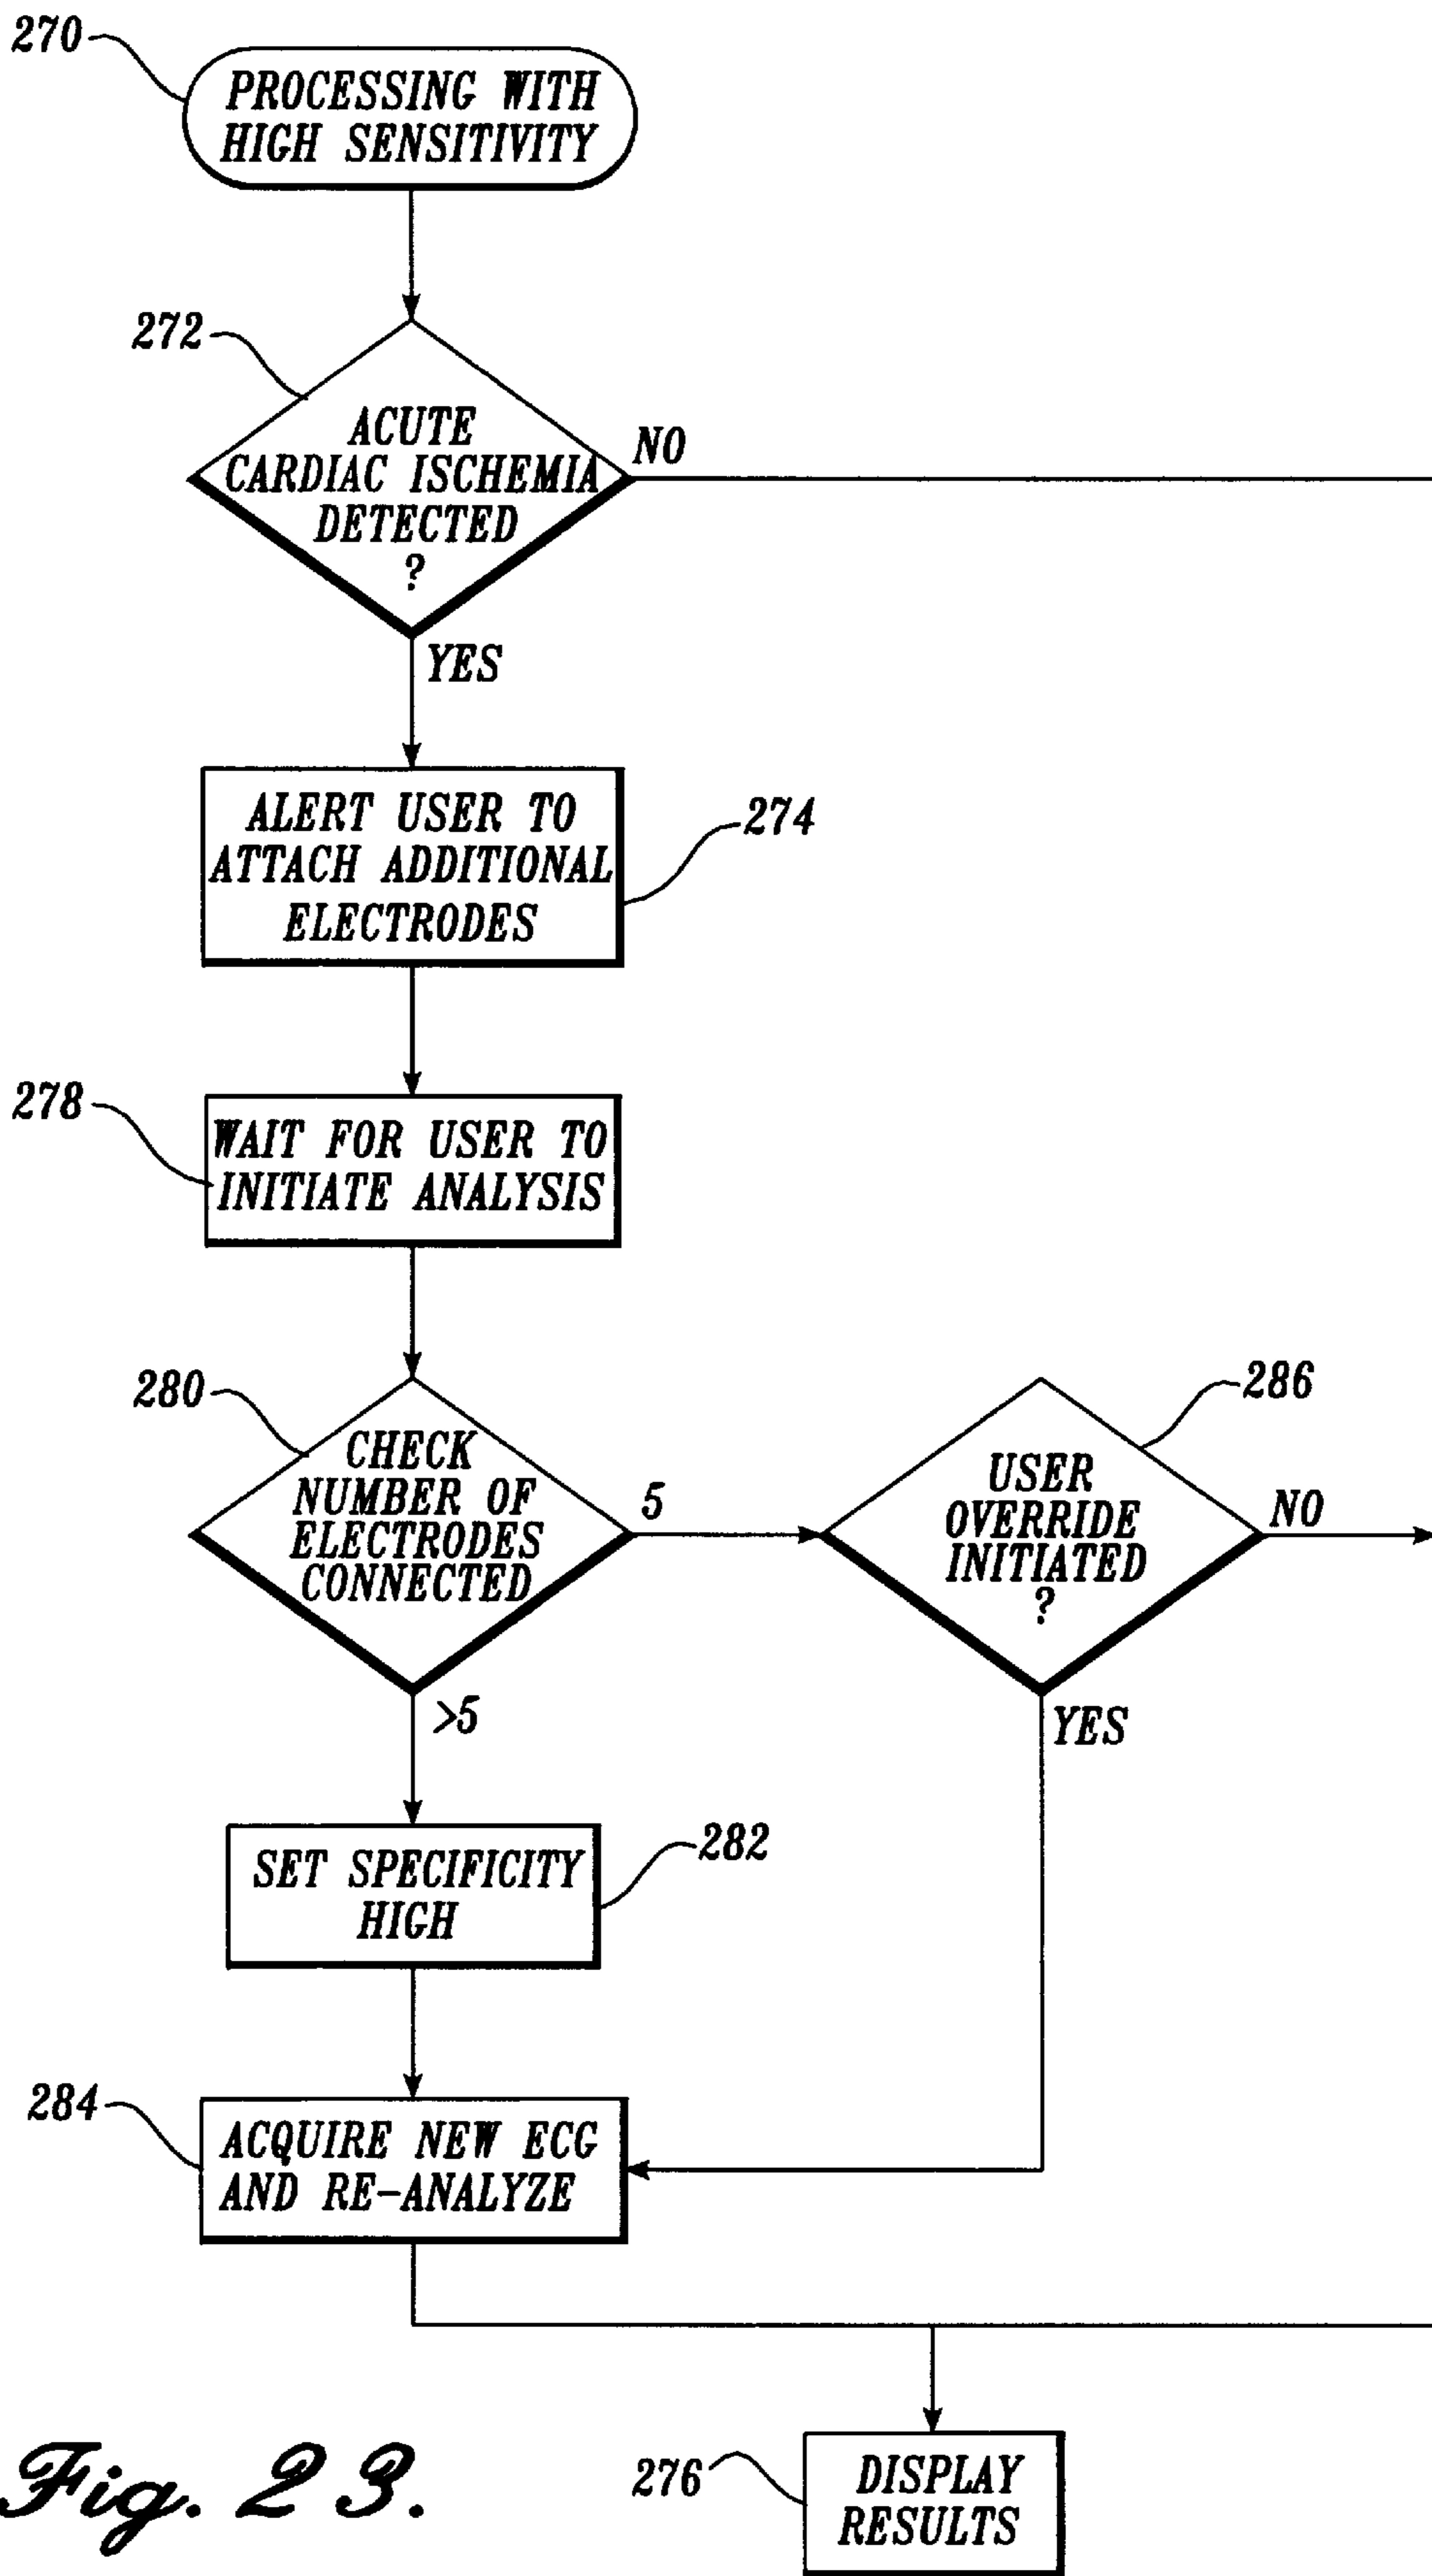 270
PROCESSING WITH
HIGH SENSITIVITY
272
ACUTE
CARDIAC ISCHEMIA
DETECTED
?
NO
YES
ALERT USER TO
ATTACH ADDITIONAL
ELECTRODES
274
278
WAIT FOR USER TO
INITIATE ANALYSIS
280
CHECK
NUMBER OF
ELECTRODES
CONNECTED
5
>5
286
USER
OVERRIDE
INITIATED
?
NO
YES
SET SPECIFICITY
HIGH
282
284
ACQUIRE NEW ECG
AND RE-ANALYZE
276
DISPLAY
RESULTS
Fig. 23.